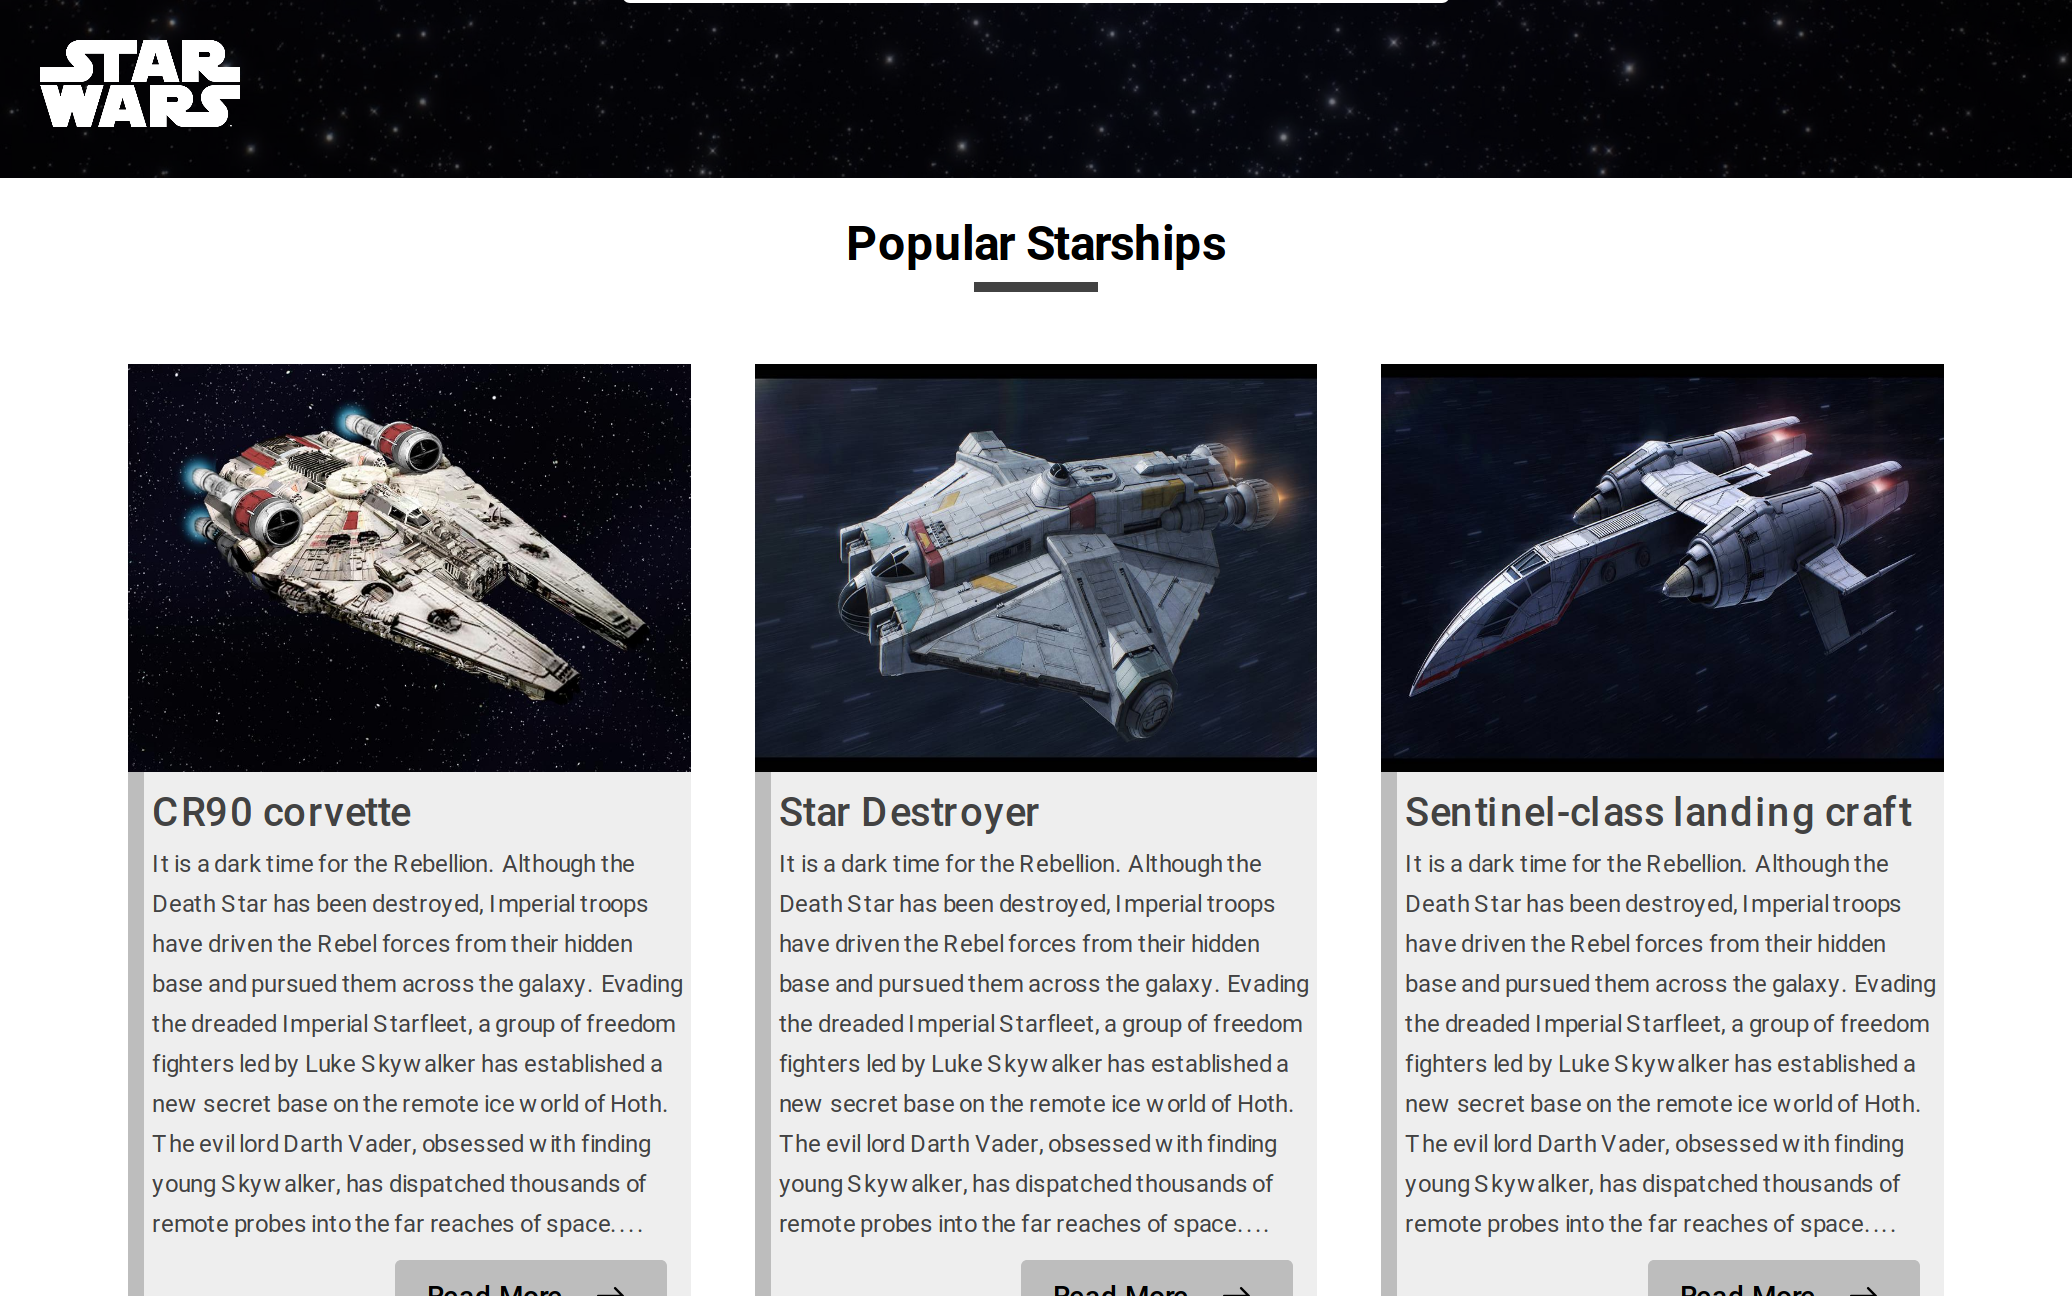 STAR
WARS
Popular Starships
CR90 corvette
It is a dark time for the Rebellion. Although the
Death Star has been destroyed, Imperial troops
have driven the Rebel forces from their hidden
base and pursued them across the galaxy. Evading
the dreaded Imperial Starfleet, a group of freedom
fighters led by Luke Skywalker has established a
new secret base on the remote ice world of Hoth.
The evil lord Darth Vader, obsessed with finding
young Skywalker, has dispatched thousands of
remote probes into the far reaches of space....
Read More
Star Destroyer
It is a dark time for the Rebellion. Although the
Death Star has been destroyed, Imperial troops
have driven the Rebel forces from their hidden
base and pursued them across the galaxy. Evading
the dreaded Imperial Starfleet, a group of freedom
fighters led by Luke Skywalker has established a
new secret base on the remote ice world of Hoth.
The evil lord Darth Vader, obsessed with finding
young Skywalker, has dispatched thousands of
remote probes into the far reaches of space....
Read More
Sentinel-class landing craft
It is a dark time for the Rebellion. Although the
Death Star has been destroyed, Imperial troops
have driven the Rebel forces from their hidden
base and pursued them across the galaxy. Evading
the dreaded Imperial Starfleet, a group of freedom
fighters led by Luke Skywalker has established a
new secret base on the remote ice world of Hoth.
The evil lord Darth Vader, obsessed with finding
young Skywalker, has dispatched thousands of
remote probes into the far reaches of space....
Read More